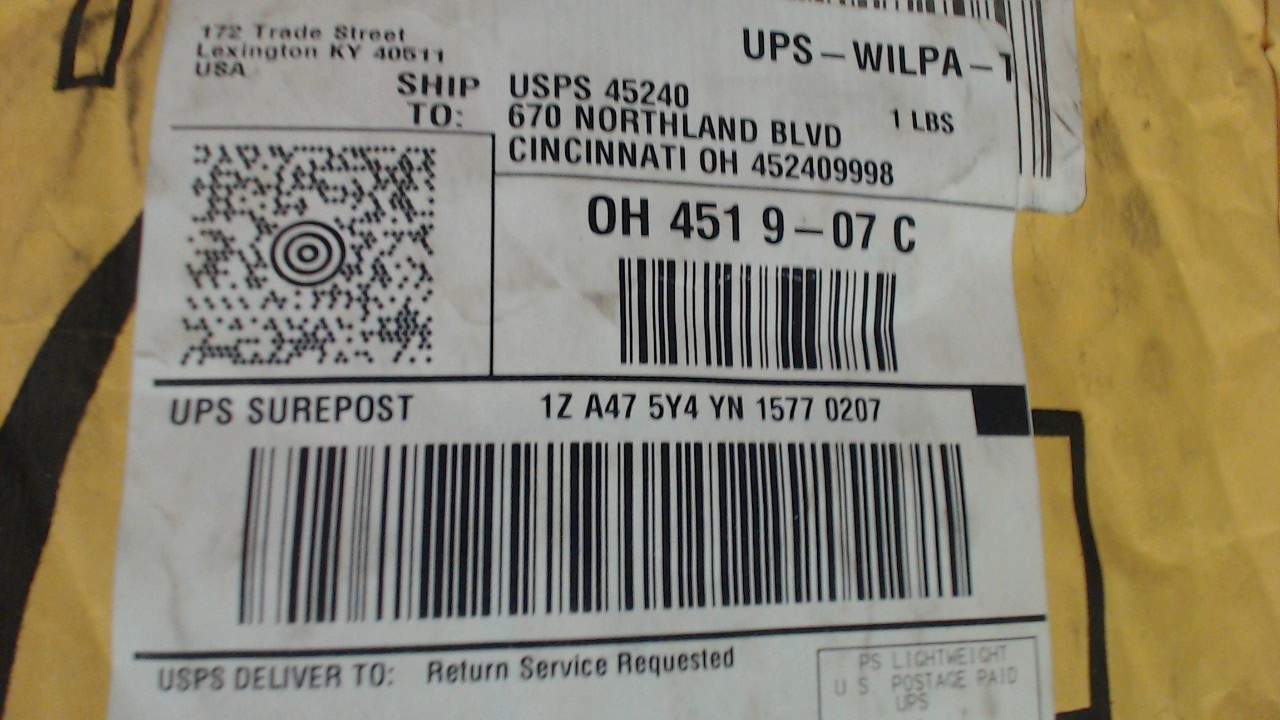 172 Trade Street
Lexington KY 40511
USA
UPS-WILPA-
SHIP TO:
USPS 45240
670 NORTHLAND BLVD
CINCINNATI OH 452409998
1 LBS
OH 451 9-07 C
UPS SUREPOST
1Z A47 5Y4 YN 1577 0207
USPS DELIVER TO:
Return Service Requested
PS LIGHTWEIGHT
U S POSTAGE PAID
UPS